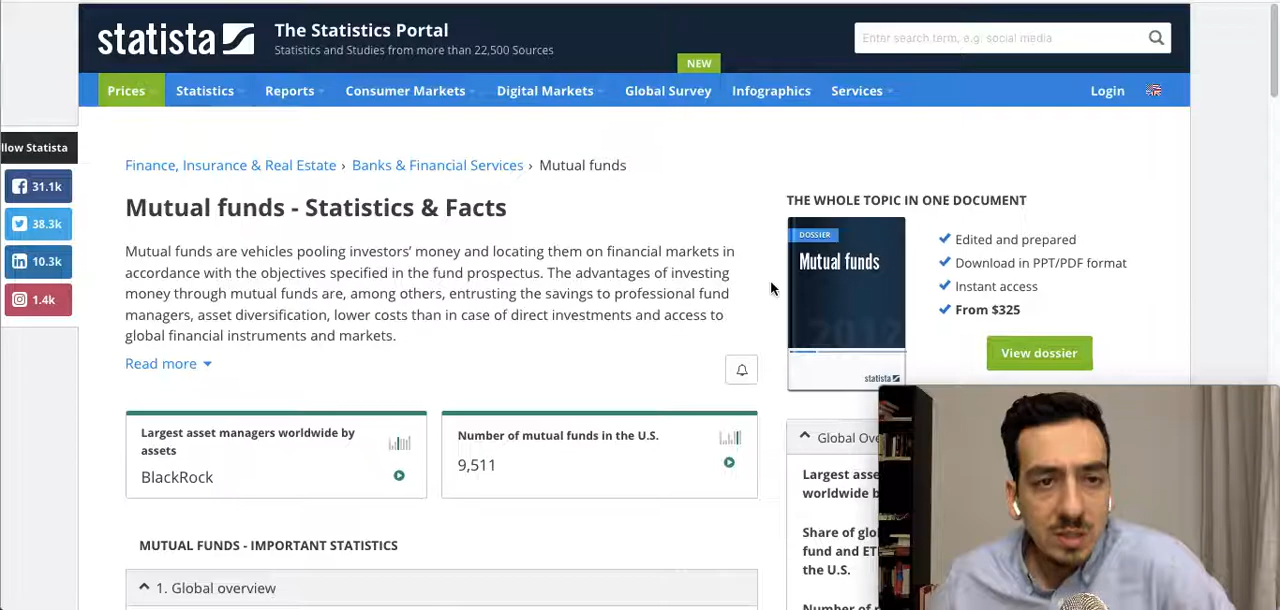 statista
The Statistics Portal
Statistics and Studies from more than 22,500 Sources
Enter search term, e.g. social media
NEW
Prices
Statistics
Reports
Consumer Markets
Digital Markets
Global Survey
Infographics
Services
Login
llow Statista
31.1k
38.3k
10.3k
1.4k
Finance, Insurance & Real Estate › Banks & Financial Services › Mutual funds
Mutual funds - Statistics & Facts
Mutual funds are vehicles pooling investors’ money and locating them on financial markets in
accordance with the objectives specified in the fund prospectus. The advantages of investing
money through mutual funds are, among others, entrusting the savings to professional fund
managers, asset diversification, lower costs than in case of direct investments and access to
global financial instruments and markets.
Read more
Largest asset managers worldwide by
assets
BlackRock
Number of mutual funds in the U.S.
9,511
MUTUAL FUNDS - IMPORTANT STATISTICS
1. Global overview
THE WHOLE TOPIC IN ONE DOCUMENT
DOSSIER
Mutual funds
statista
Edited and prepared
Download in PPT/PDF format
Instant access
From $325
View dossier
Global Ove
Largest asse
worldwide b
Share of glo
fund and ET
the U.S.